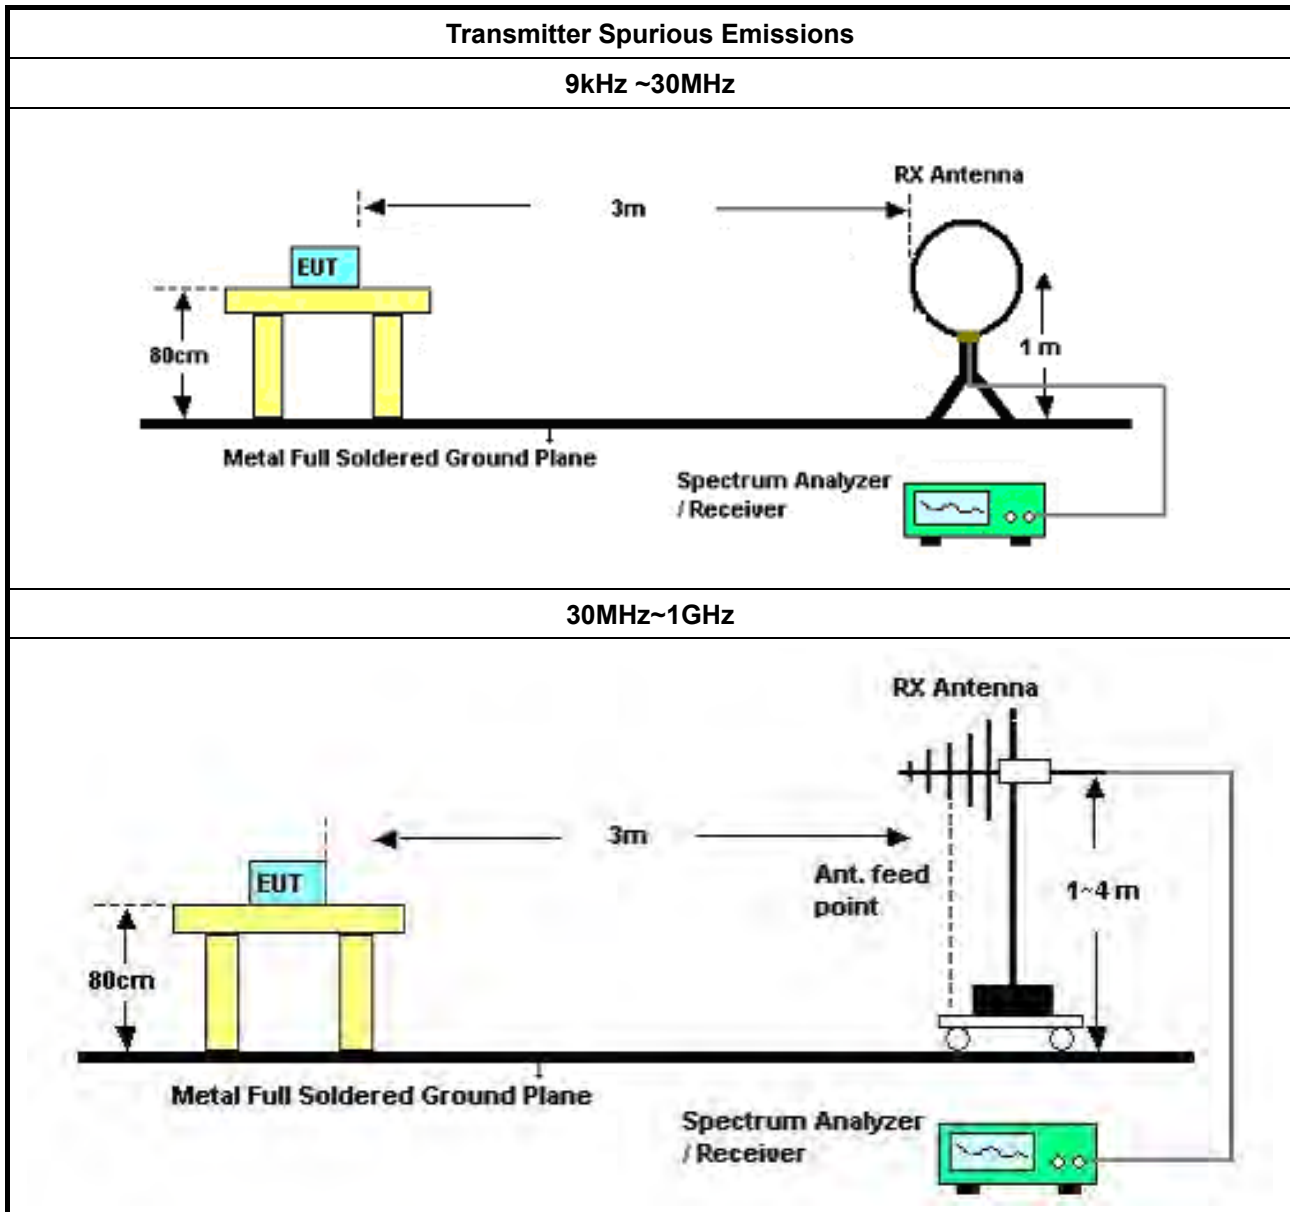 Transmitter Spurious Emissions
9kHz ~30MHz
RX Antenna
3m
EUT
80cm
1 m
Metal Full Soldered Ground Plane
Spectrum Analyzer
/ Receiver
30MHz~1GHz
RX Antenna
3m
Ant. feed
point
1~4 m
EUT
80cm
Metal Full Soldered Ground Plane
Spectrum Analyzer
/ Receiver